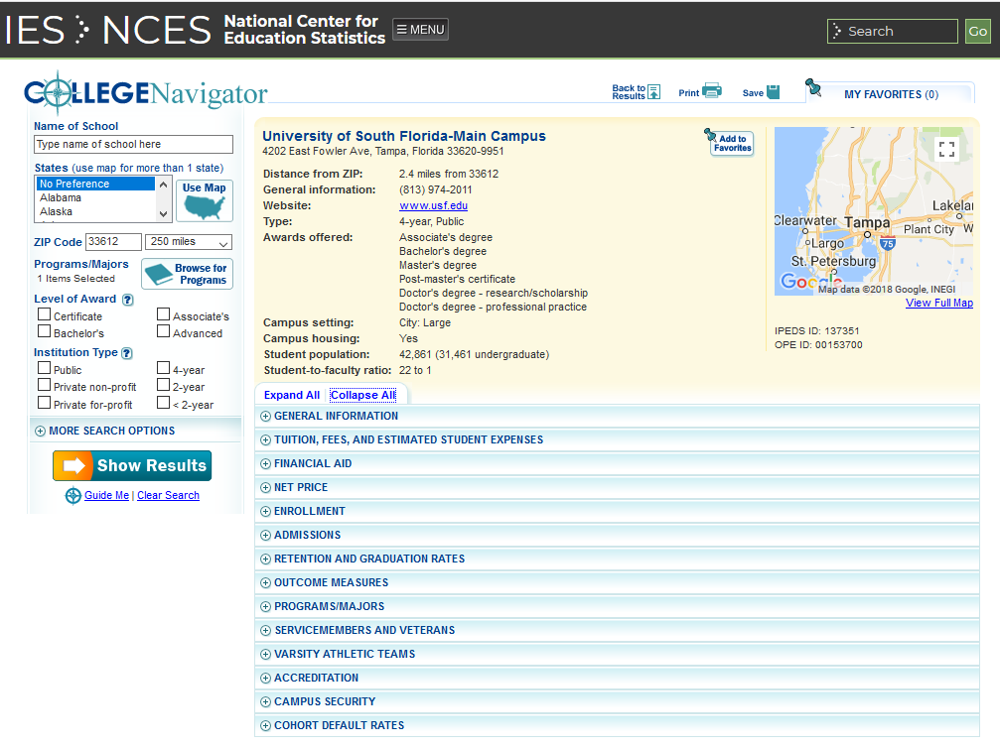 IES NCES National Center for
Education Statistics
MENU
Search
Go
COLLEGE Navigator
Back to
Results
Print
Save
MY FAVORITES (0)
Name of School
Type name of school here
States (use map for more than 1 state)
No Preference
Alabama
Alaska
Use Map
ZIP Code 33612 250 miles
Programs/Majors
1 Items Selected
Browse for
Programs
Level of Award ?
Certificate Associate's
Bachelor's Advanced
Institution Type ?
Public 4-year
Private non-profit 2-year
Private for-profit < 2-year
MORE SEARCH OPTIONS
Show Results
Guide Me | Clear Search
University of South Florida-Main Campus
4202 East Fowler Ave, Tampa, Florida 33620-9951
Add to
Favorites
Distance from ZIP: 2.4 miles from 33612
General information: (813) 974-2011
Website: www.usf.edu
Type: 4-year, Public
Awards offered: Associate's degree
Bachelor's degree
Master's degree
Post-master's certificate
Doctor's degree - research/scholarship
Doctor's degree - professional practice
Campus setting: City: Large
Campus housing: Yes
Student population: 42,861 (31,461 undergraduate)
Student-to-faculty ratio: 22 to 1
Lakelan
Clearwater Tampa
Plant City W
Largo
75
St. Petersburg
Google
Map data ©2018 Google, INEGI
View Full Map
IPEDS ID: 137351
OPE ID: 00153700
Expand All Collapse All
GENERAL INFORMATION
TUITION, FEES, AND ESTIMATED STUDENT EXPENSES
FINANCIAL AID
NET PRICE
ENROLLMENT
ADMISSIONS
RETENTION AND GRADUATION RATES
OUTCOME MEASURES
PROGRAMS/MAJORS
SERVICEMEMBERS AND VETERANS
VARSITY ATHLETIC TEAMS
ACCREDITATION
CAMPUS SECURITY
COHORT DEFAULT RATES